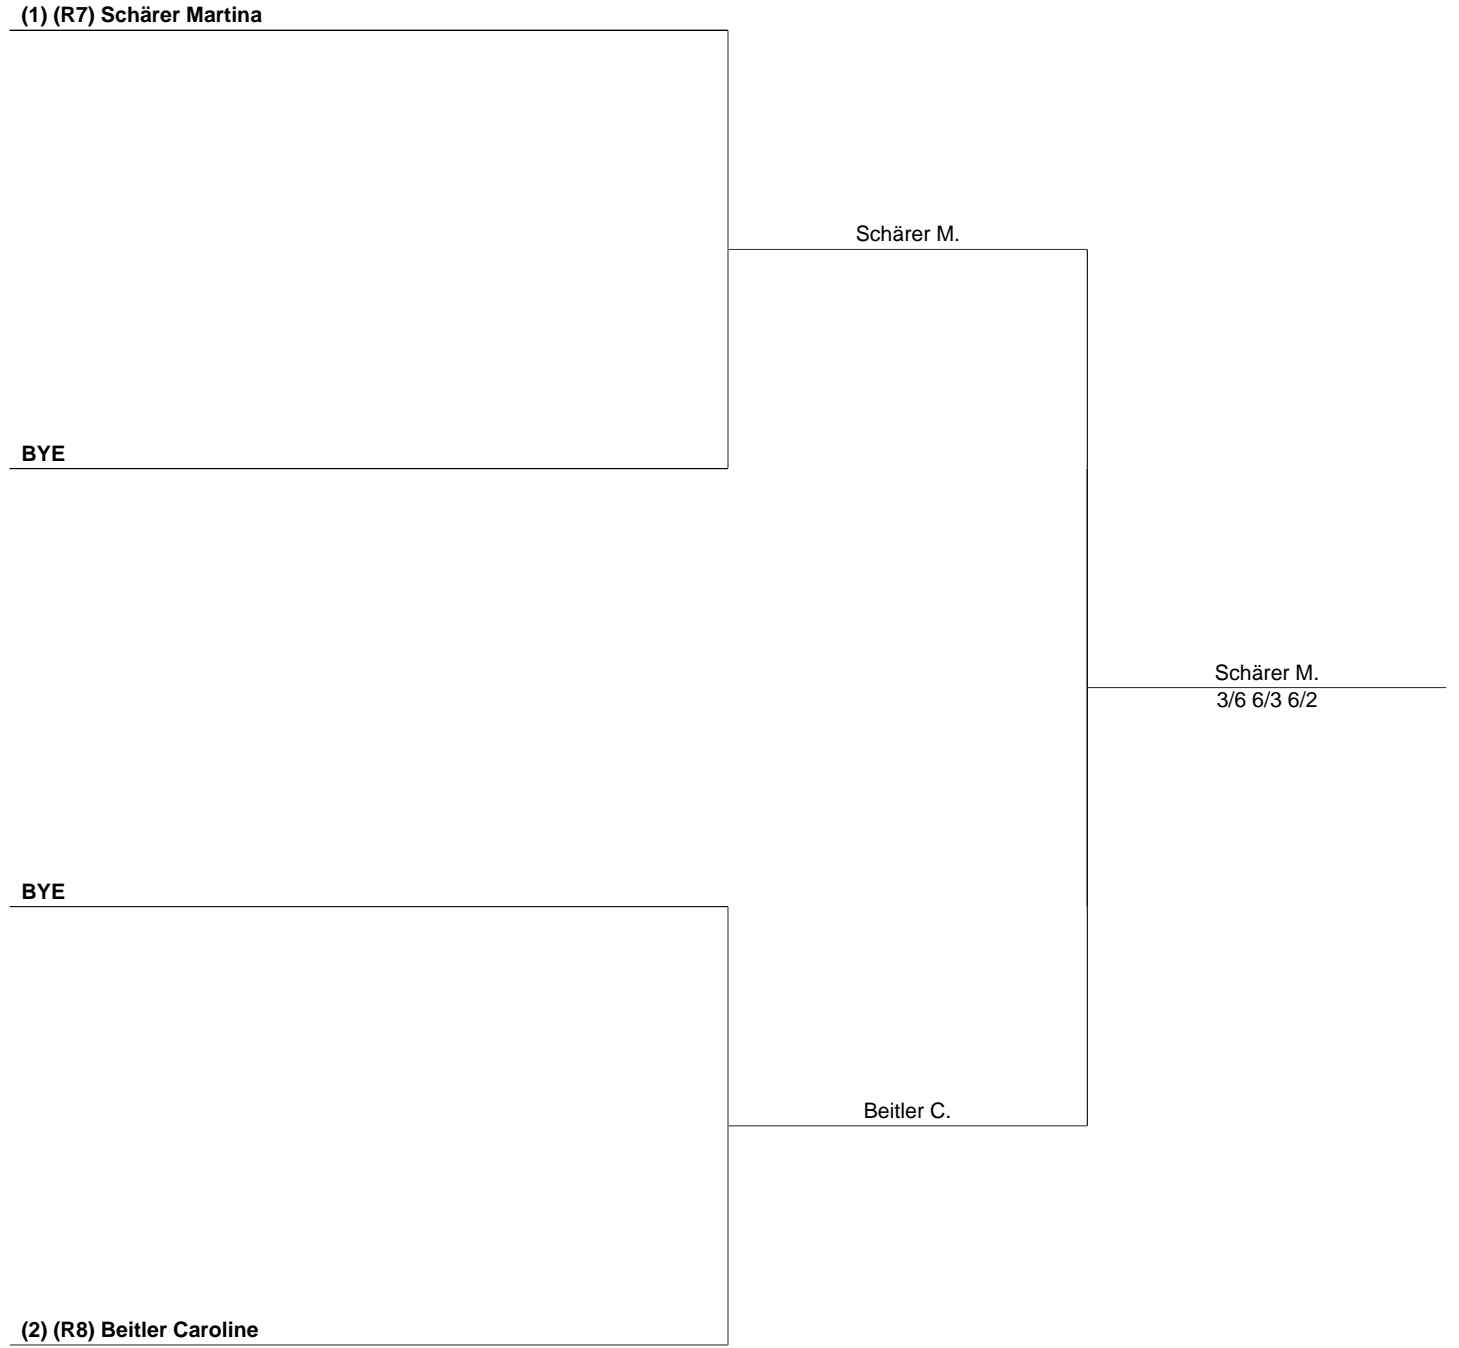 (1) (R7) Schärer Martina
Schärer M.
BYE
Schärer M.
3/6 6/3 6/2
BYE
Beitler C.
(2) (R8) Beitler Caroline